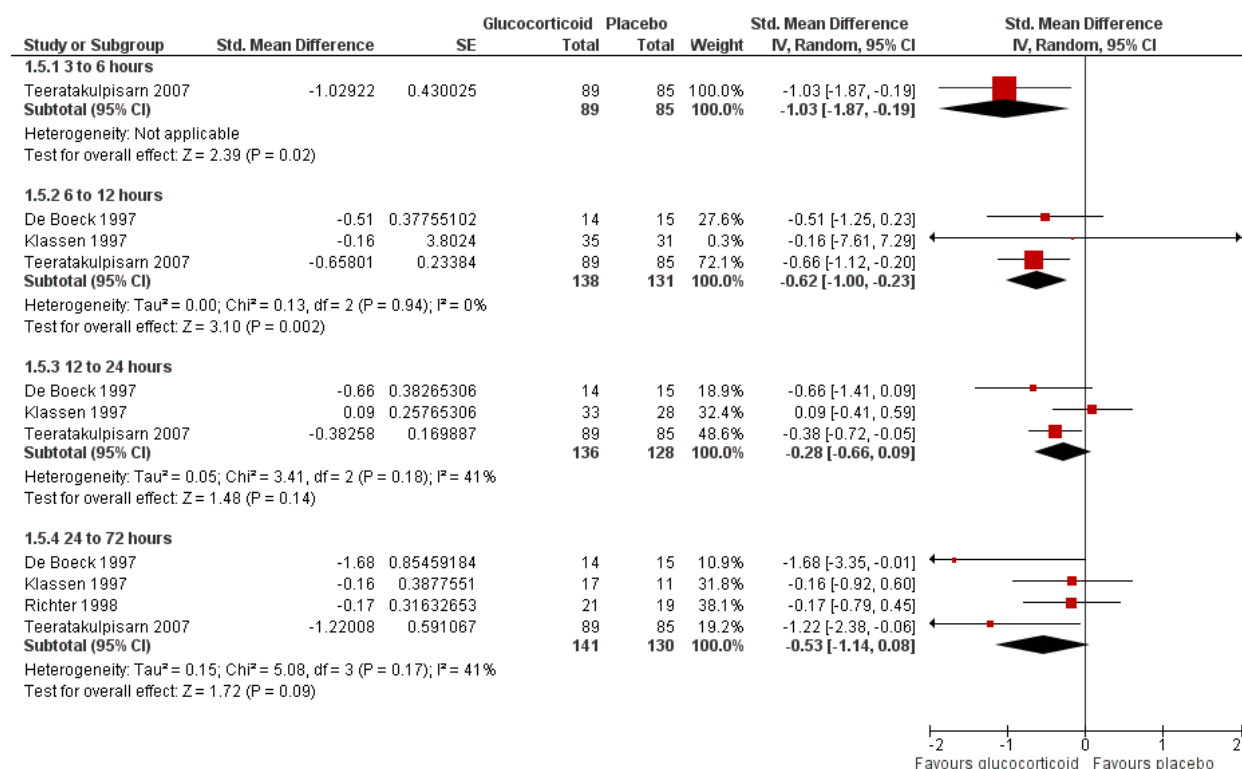 Glucocorticoid Placebo Std. Mean Difference Std. Mean Difference
Study or Subgroup Std. Mean Difference SE Total Total Weight IV, Random, 95% CI IV, Random, 95% CI
1.5.1 3 to 6 hours
Teeratakulpisarn 2007 -1.02922 0.430025 89 85 100.0% -1.03 [-1.87, -0.19]
Subtotal (95% CI) 89 85 100.0% -1.03 [-1.87, -0.19]
Heterogeneity: Not applicable
Test for overall effect: Z = 2.39 (P = 0.02)
1.5.2 6 to 12 hours
De Boeck 1997 -0.51 0.37755102 14 15 27.6% -0.51 [-1.25, 0.23]
Klassen 1997 -0.16 3.8024 35 31 0.3% -0.16 [-7.61, 7.29]
Teeratakulpisarn 2007 -0.65801 0.23384 89 85 72.1% -0.66 [-1.12, -0.20]
Subtotal (95% CI) 138 131 100.0% -0.62 [-1.00, -0.23]
Heterogeneity: Tau² = 0.00; Chi² = 0.13, df = 2 (P = 0.94); I² = 0%
Test for overall effect: Z = 3.10 (P = 0.002)
1.5.3 12 to 24 hours
De Boeck 1997 -0.66 0.38265306 14 15 18.9% -0.66 [-1.41, 0.09]
Klassen 1997 0.09 0.25765306 33 28 32.4% 0.09 [-0.41, 0.59]
Teeratakulpisarn 2007 -0.38258 0.169887 89 85 48.6% -0.38 [-0.72, -0.05]
Subtotal (95% CI) 136 128 100.0% -0.28 [-0.66, 0.09]
Heterogeneity: Tau² = 0.05; Chi² = 3.41, df = 2 (P = 0.18); I² = 41%
Test for overall effect: Z = 1.48 (P = 0.14)
1.5.4 24 to 72 hours
De Boeck 1997 -1.68 0.85459184 14 15 10.9% -1.68 [-3.35, -0.01]
Klassen 1997 -0.16 0.3877551 17 11 31.8% -0.16 [-0.92, 0.60]
Richter 1998 -0.17 0.31632653 21 19 38.1% -0.17 [-0.79, 0.45]
Teeratakulpisarn 2007 -1.22008 0.591067 89 85 19.2% -1.22 [-2.38, -0.06]
Subtotal (95% CI) 141 130 100.0% -0.53 [-1.14, 0.08]
Heterogeneity: Tau² = 0.15; Chi² = 5.08, df = 3 (P = 0.17); I² = 41%
Test for overall effect: Z = 1.72 (P = 0.09)
-2 -1 0 1 2
Favours glucocorticoid Favours placebo